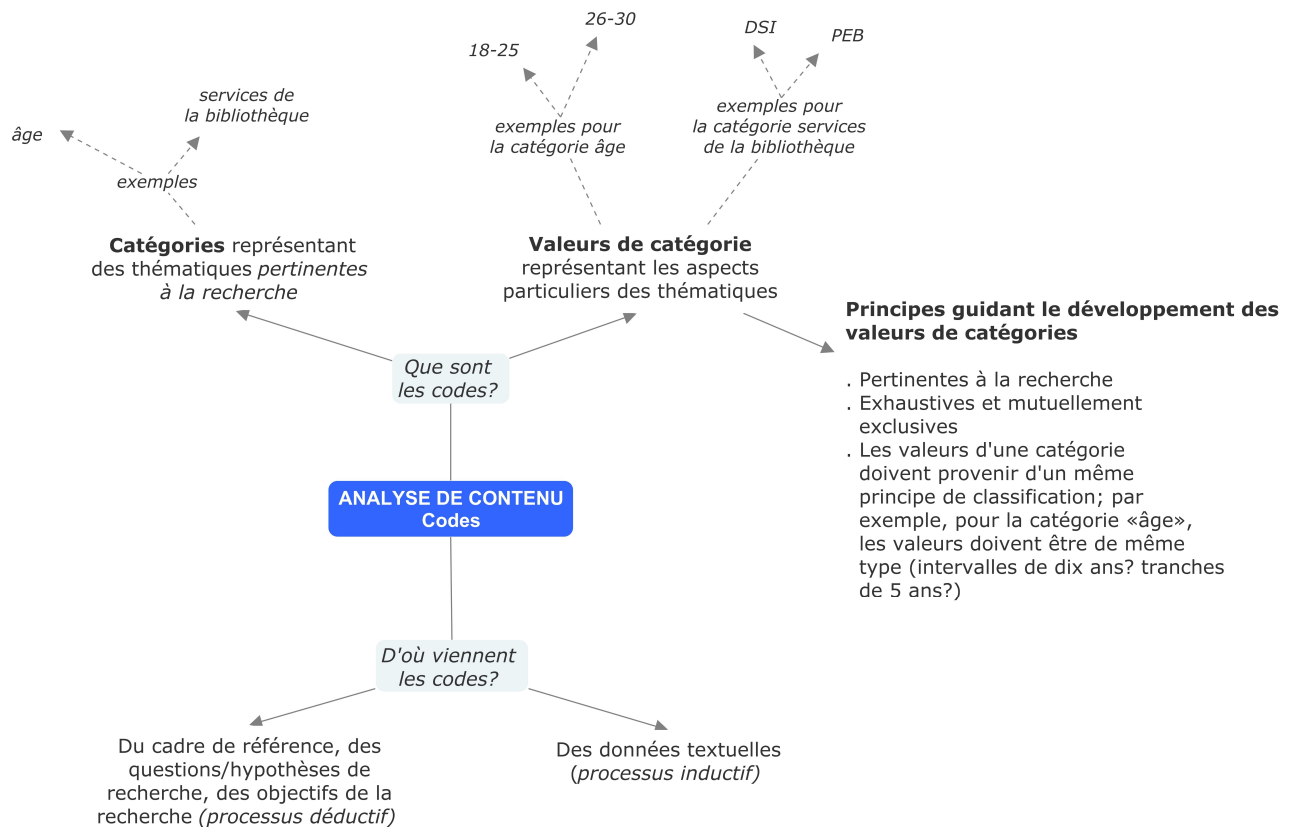 26-30
18-25
DSI
PEB
services de
la bibliothèque
âge
exemples
exemples pour
la catégorie âge
exemples pour
la catégorie services
de la bibliothèque
Catégories représentant
des thématiques pertinentes
à la recherche
Valeurs de catégorie
représentant les aspects
particuliers des thématiques
Principes guidant le développement des
valeurs de catégories
. Pertinentes à la recherche
. Exhaustives et mutuellement
exclusives
. Les valeurs d'une catégorie
doivent provenir d'un même
principe de classification; par
exemple, pour la catégorie «âge»,
les valeurs doivent être de même
type (intervalles de dix ans? tranches
de 5 ans?)
Que sont
les codes?
ANALYSE DE CONTENU
Codes
D'où viennent
les codes?
Du cadre de référence, des
questions/hypothèses de
recherche, des objectifs de la
recherche (processus déductif)
Des données textuelles
(processus inductif)